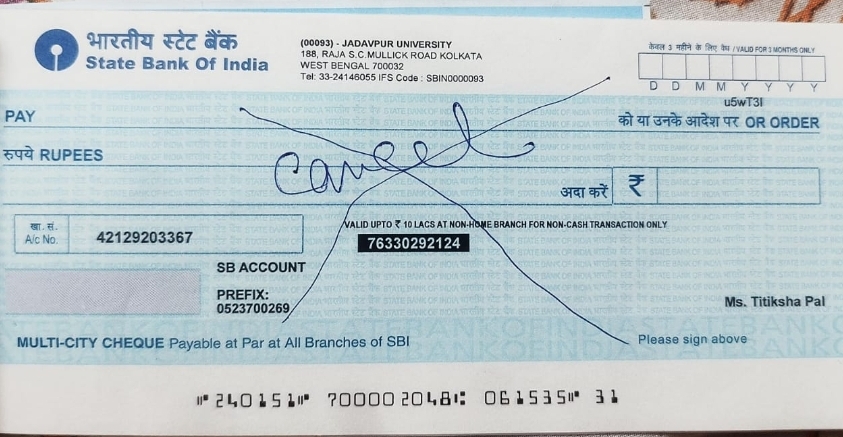 भारतीय स्टेट बैंक
State Bank Of India
(00093) - JADAVPUR UNIVERSITY
188, RAJA S.C.MULLICK ROAD KOLKATA
WEST BENGAL 700032
Tel: 33-24146055 IFS Code : SBIN0000093
केवल 3 महीने के लिए वैध / VALID FOR 3 MONTHS ONLY
D D M M Y Y Y Y
u5wT3I
PAY
को या उनके आदेश पर OR ORDER
रुपये RUPEES
cancel
अदा करें ₹
खा. सं.
A/c No. 42129203367
VALID UPTO ₹ 10 LACS AT NON-HOME BRANCH FOR NON-CASH TRANSACTION ONLY
76330292124
SB ACCOUNT
PREFIX:
0523700269
Ms. Titiksha Pal
MULTI-CITY CHEQUE Payable at Par at All Branches of SBI
Please sign above
⑈240151⑈ 700002048⑆ 061535⑈ 31